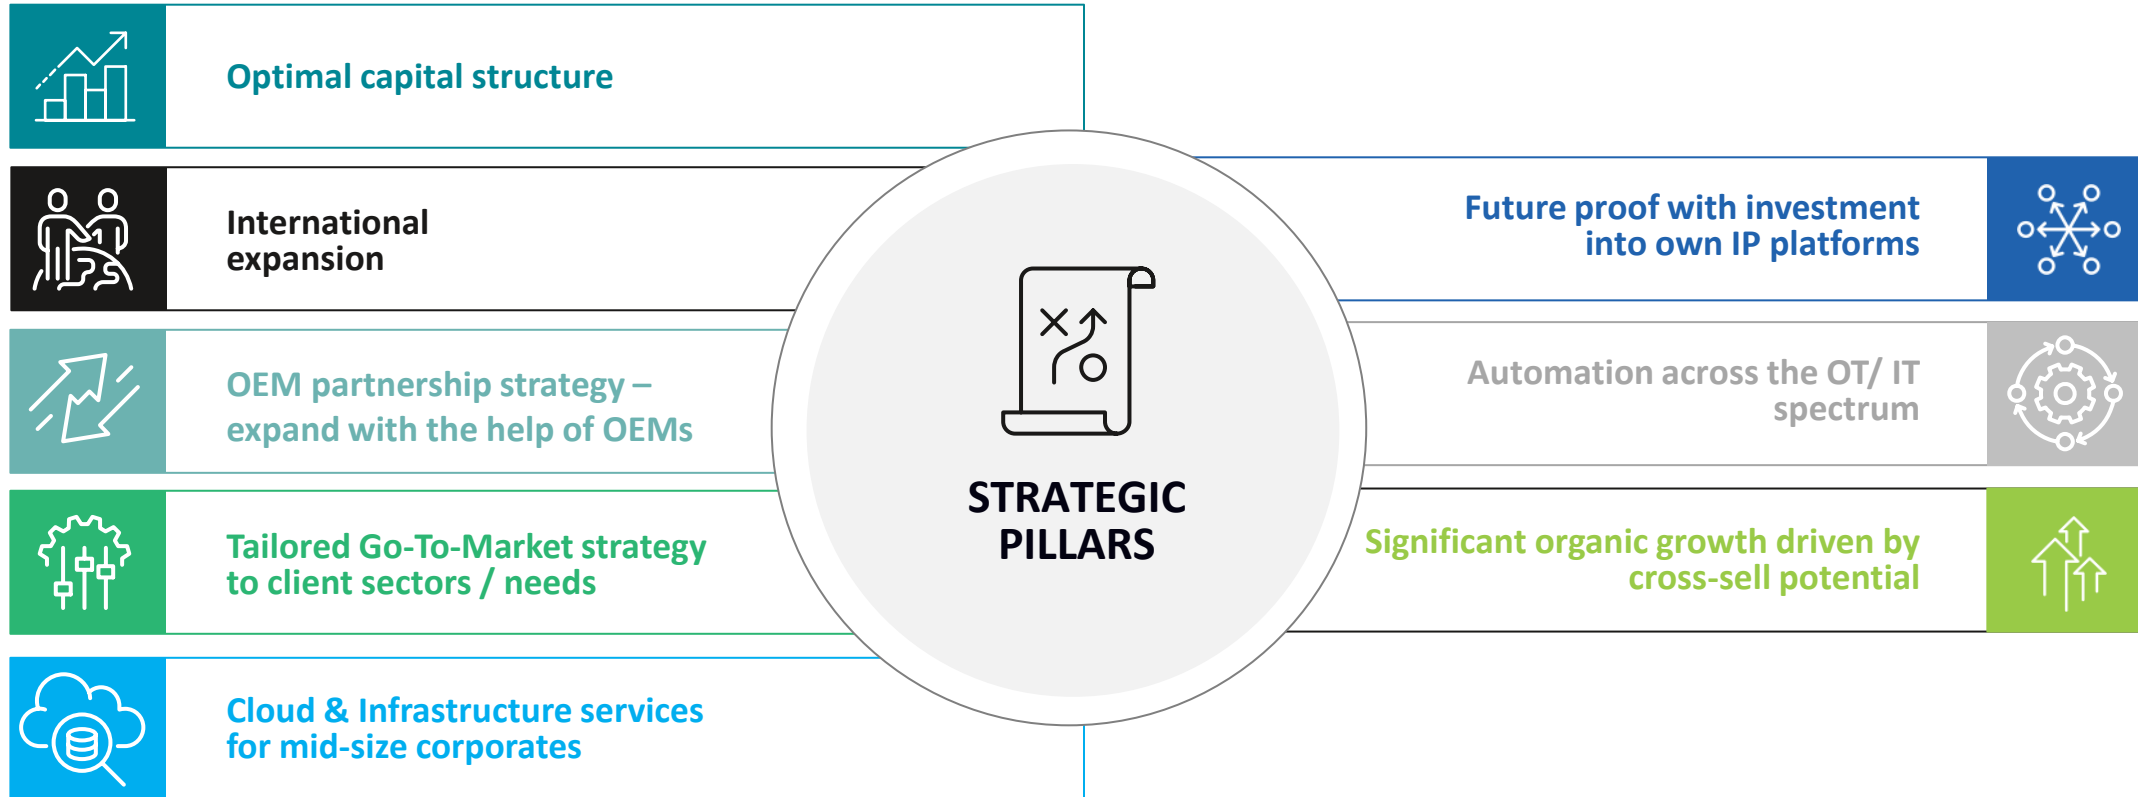 Optimal capital structure
International
expansion
OEM partnership strategy –
expand with the help of OEMs
Tailored Go-To-Market strategy
to client sectors / needs
Cloud & Infrastructure services
for mid-size corporates
STRATEGIC
PILLARS
Future proof with investment
into own IP platforms
Automation across the OT/ IT
spectrum
Significant organic growth driven by
cross-sell potential